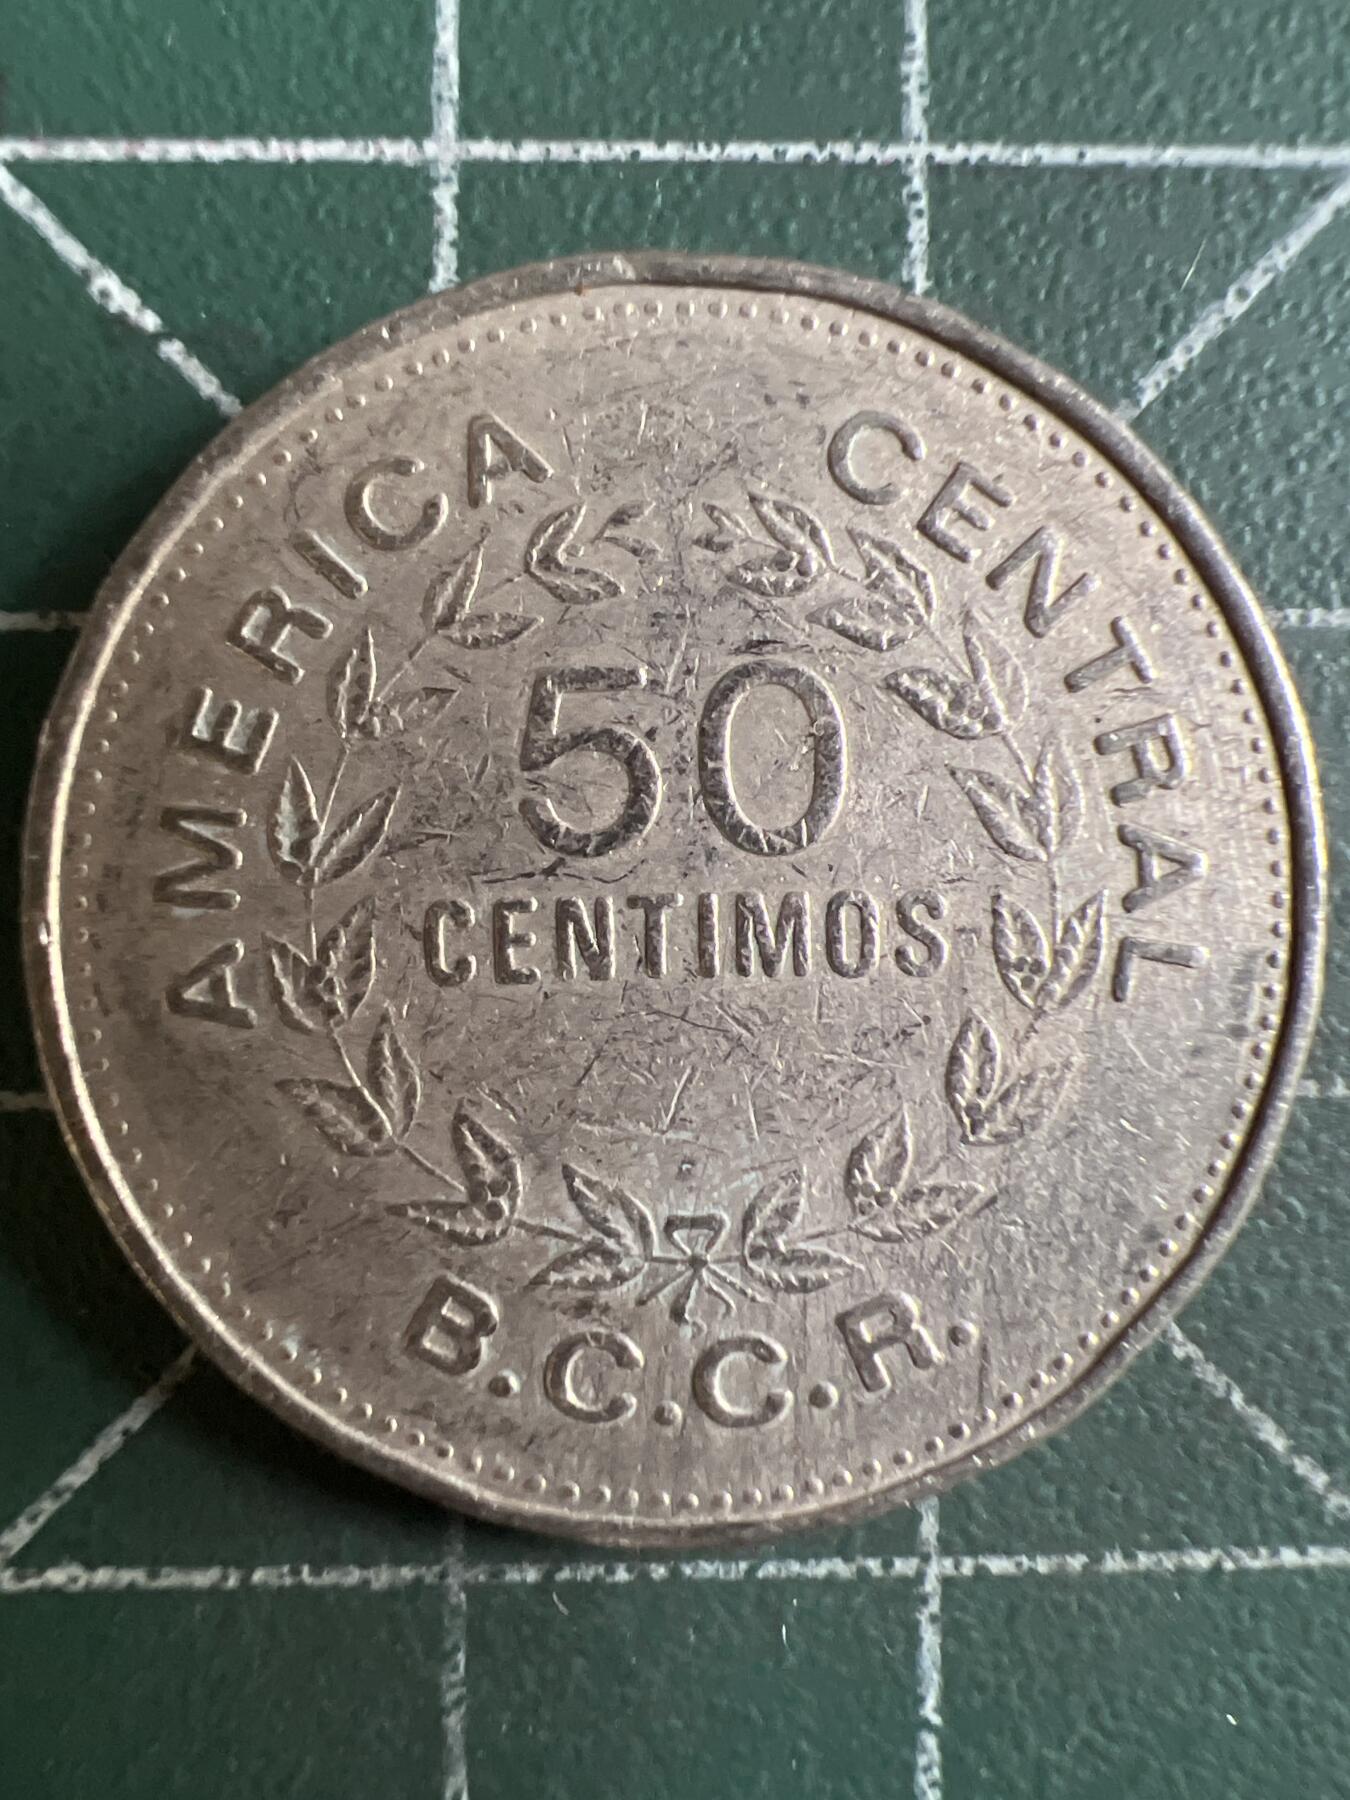 AMERICA CENTRAL
50
CENTIMOS
B.C.C.R.